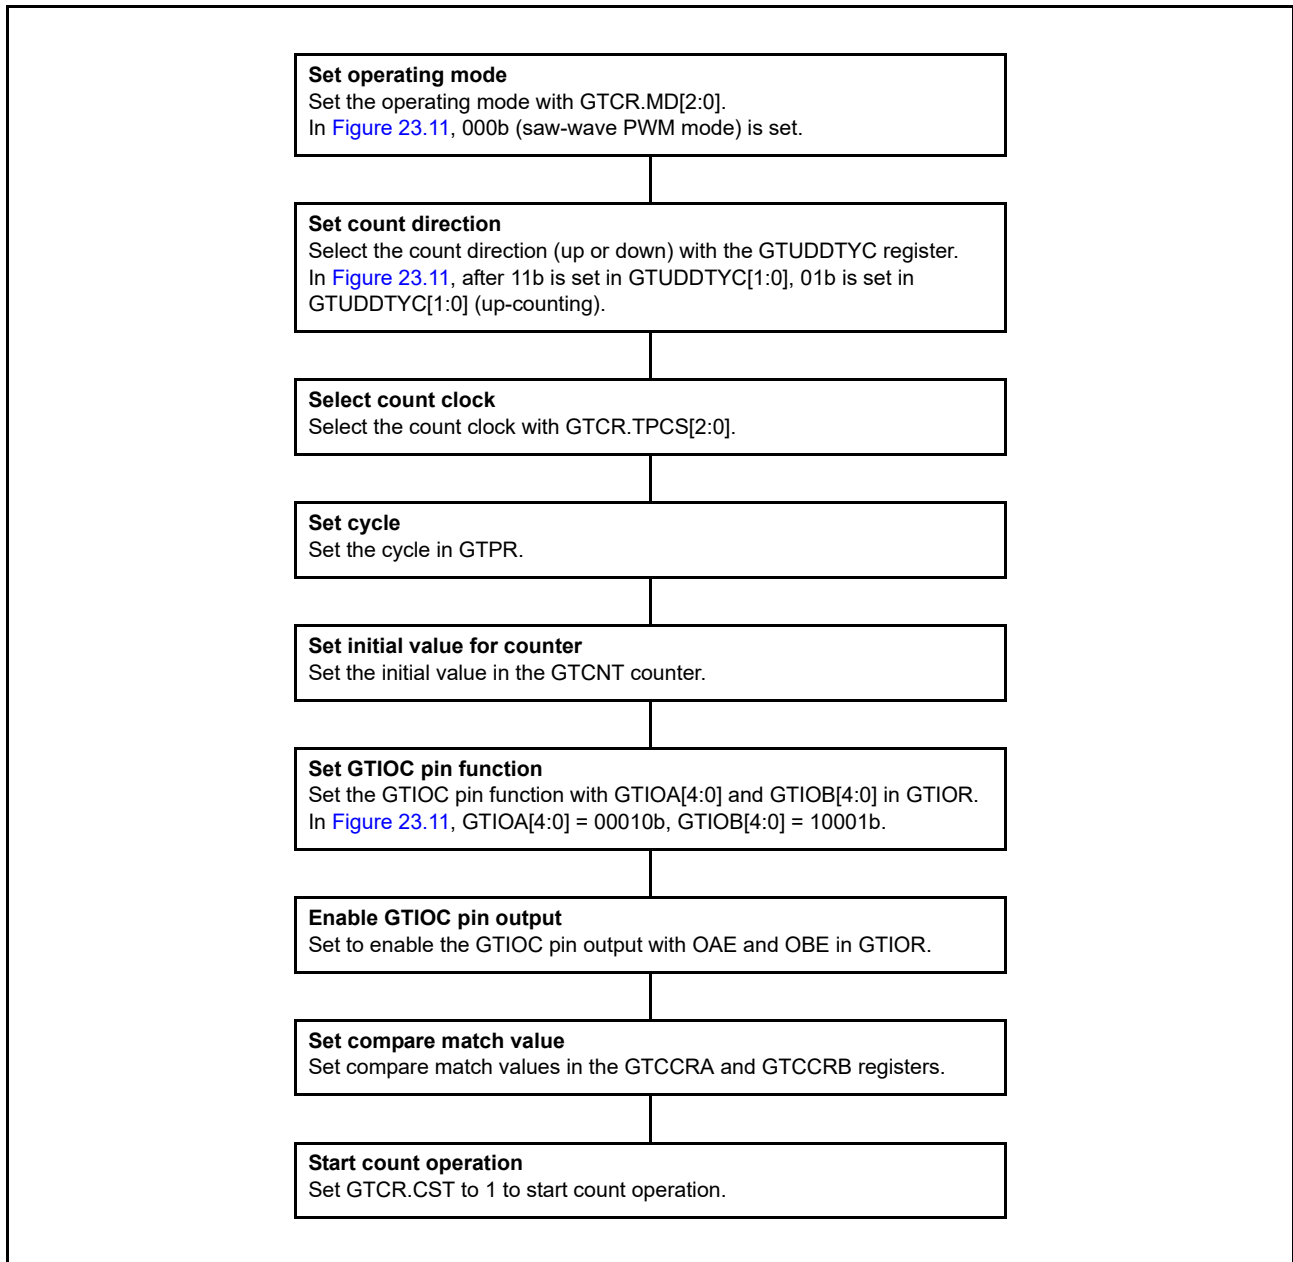 Set operating mode
Set the operating mode with GTCR.MD[2:0].
In Figure 23.11, 000b (saw-wave PWM mode) is set.
Set count direction
Select the count direction (up or down) with the GTUDDTYC register.
In Figure 23.11, after 11b is set in GTUDDTYC[1:0], 01b is set in
GTUDDTYC[1:0] (up-counting).
Select count clock
Select the count clock with GTCR.TPCS[2:0].
Set cycle
Set the cycle in GTPR.
Set initial value for counter
Set the initial value in the GTCNT counter.
Set GTIOC pin function
Set the GTIOC pin function with GTIOA[4:0] and GTIOB[4:0] in GTIOR.
In Figure 23.11, GTIOA[4:0] = 00010b, GTIOB[4:0] = 10001b.
Enable GTIOC pin output
Set to enable the GTIOC pin output with OAE and OBE in GTIOR.
Set compare match value
Set compare match values in the GTCCRA and GTCCRB registers.
Start count operation
Set GTCR.CST to 1 to start count operation.